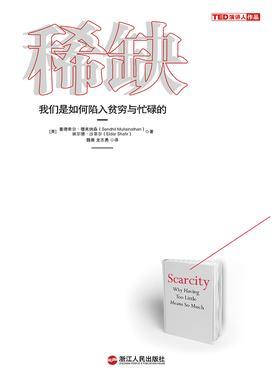 TED演讲人作品
稀缺
我们是如何陷入贫穷与忙碌的
[美] 塞德希尔·穆来纳森 (Sendhil Mullainathan)
埃尔德·沙菲尔 (Eldar Shafir) 著
魏薇 龙志勇 译
Scarcity
Why Having
Too Little
Means So Much
浙江人民出版社